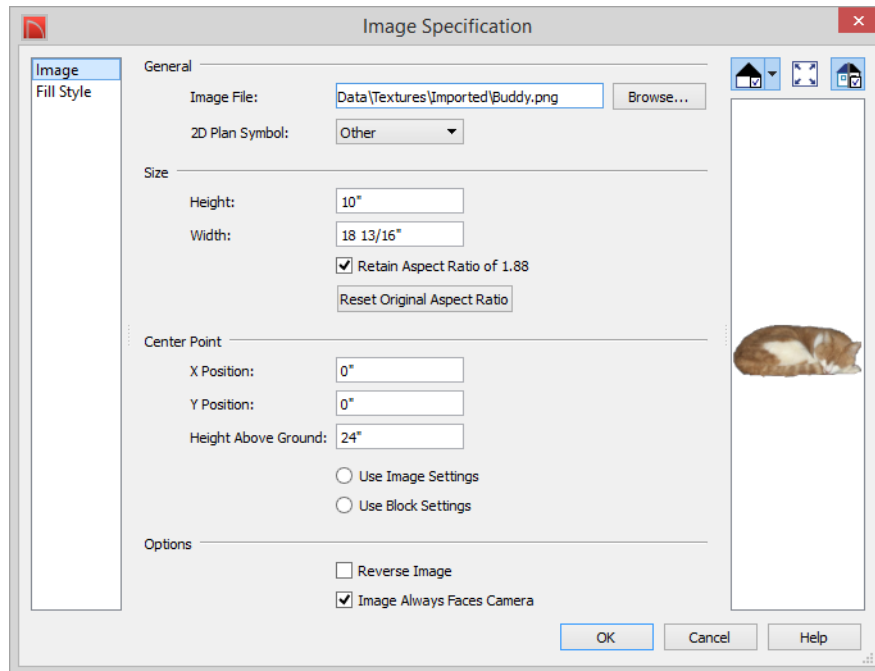 Image Specification
Image
Fill Style
General
Image File: Data\Textures\Imported\Buddy.png Browse...
2D Plan Symbol: Other
Size
Height: 10"
Width: 18 13/16"
Retain Aspect Ratio of 1.88
Reset Original Aspect Ratio
Center Point
X Position: 0"
Y Position: 0"
Height Above Ground: 24"
Use Image Settings
Use Block Settings
Options
Reverse Image
Image Always Faces Camera
OK Cancel Help